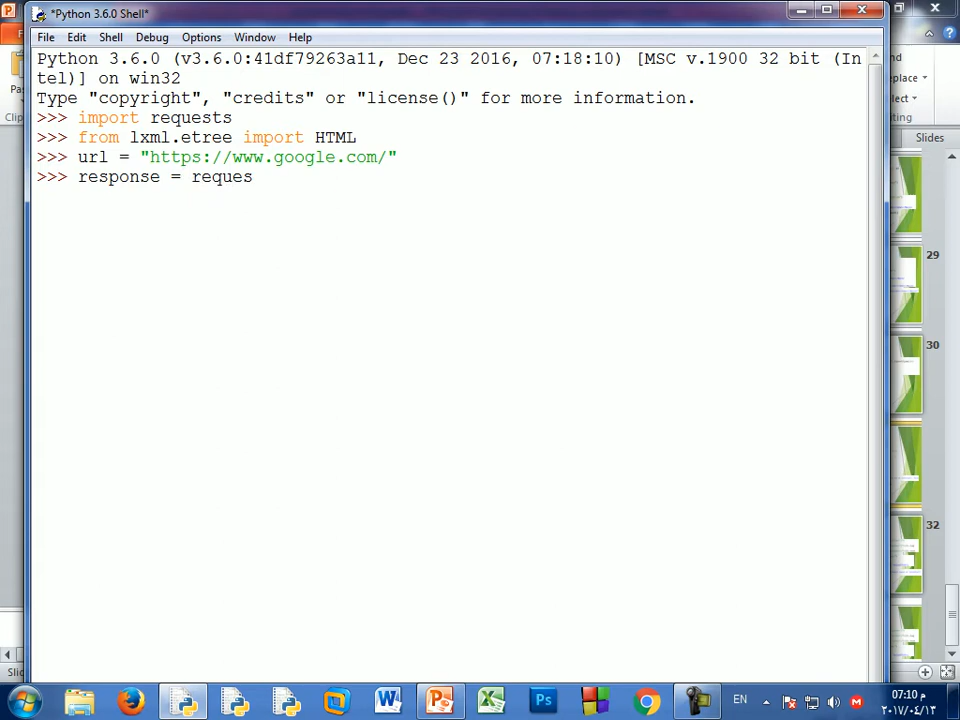 *Python 3.6.0 Shell*
File Edit Shell Debug Options Window Help
Python 3.6.0 (v3.6.0:41df79263a11, Dec 23 2016, 07:18:10) [MSC v.1900 32 bit (In
tel)] on win32
Type "copyright", "credits" or "license()" for more information.
>>> import requests
>>> from lxml.etree import HTML
>>> url = "https://www.google.com/"
>>> response = reques
Slides
29
30
32
EN
07:10 م
٢٠١٧/٠٤/١٣